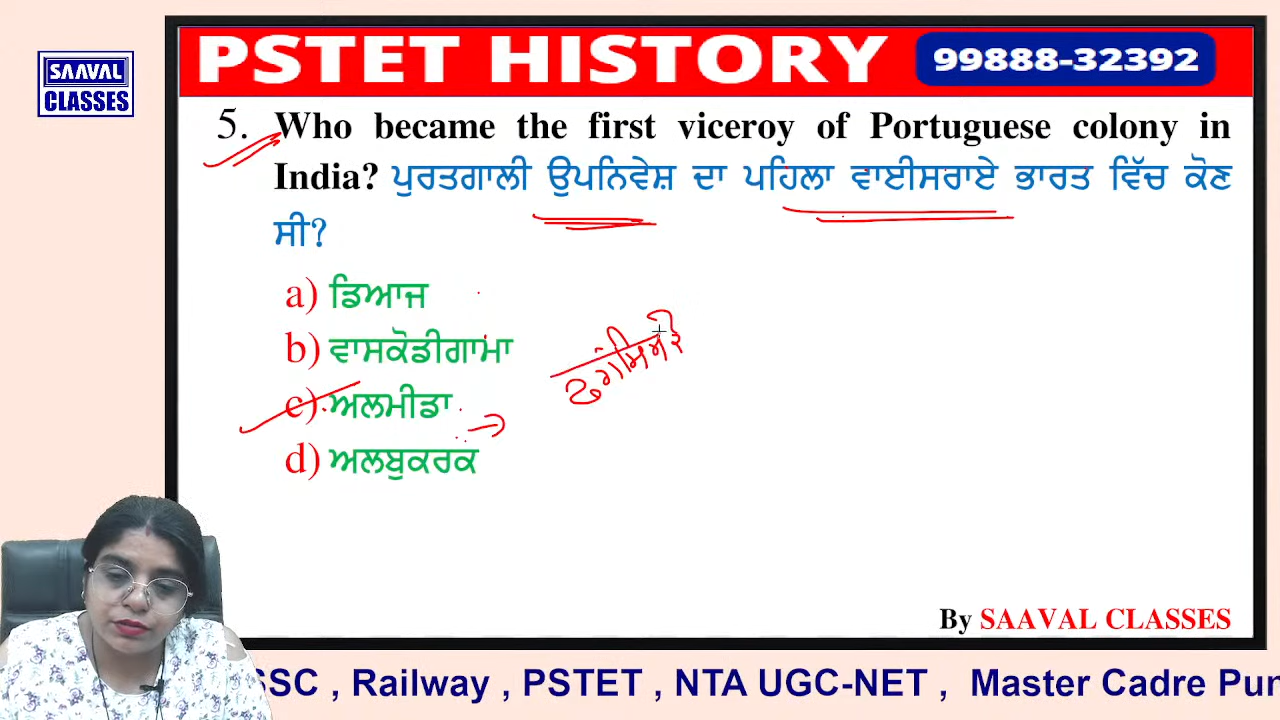 SAAVAL
CLASSES
PSTET HISTORY
99888-32392
5. Who became the first viceroy of Portuguese colony in
India? ਪੁਰਤਗਾਲੀ ਉਪਨਿਵੇਸ਼ ਦਾ ਪਹਿਲਾ ਵਾਈਸਰਾਏ ਭਾਰਤ ਵਿੱਚ ਕੋਣ
ਸੀ?
a) ਡਿਆਜ
b) ਵਾਸਕੋਡੀਗਾਮਾ
c) ਅਲਮੀਡਾ
d) ਅਲਬੁਕਰਕ
By SAAVAL CLASSES
SSC , Railway , PSTET , NTA UGC-NET , Master Cadre